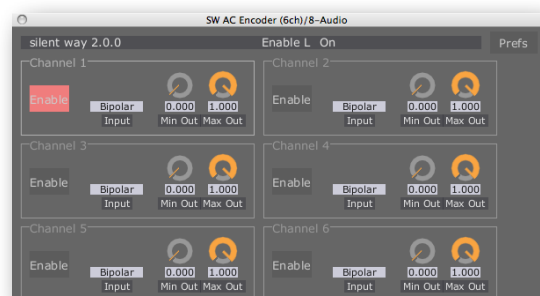 SW AC Encoder (6ch)/8-Audio
silent way 2.0.0 Enable L On Prefs
Channel 1 Channel 2
Enable Bipolar 0.000 1.000 Enable Bipolar 0.000 1.000
Input Min Out Max Out Input Min Out Max Out
Channel 3 Channel 4
Enable Bipolar 0.000 1.000 Enable Bipolar 0.000 1.000
Input Min Out Max Out Input Min Out Max Out
Channel 5 Channel 6
Enable Bipolar 0.000 1.000 Enable Bipolar 0.000 1.000
Input Min Out Max Out Input Min Out Max Out